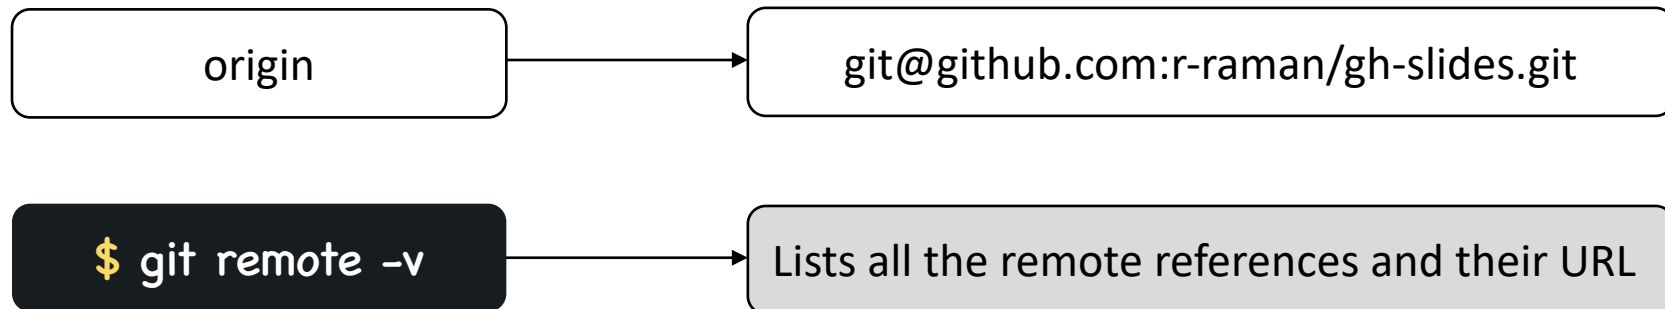 origin
git@github.com:r-raman/gh-slides.git
$ git remote -v
Lists all the remote references and their URL